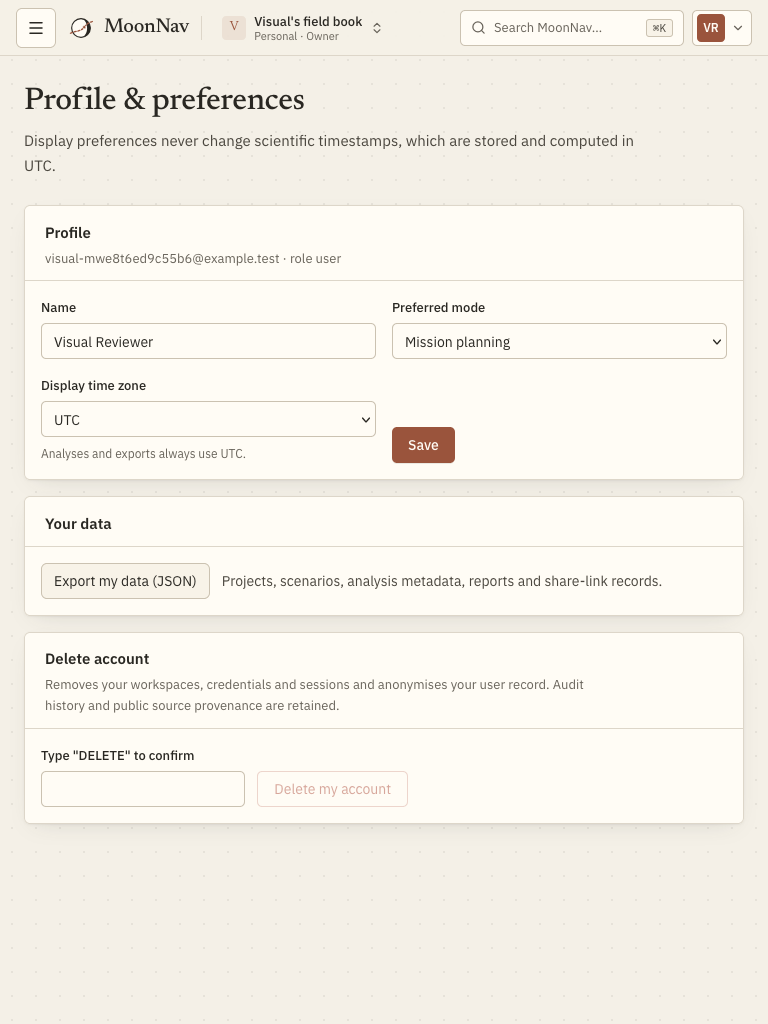 MoonNav
V
Visual's field book
Personal · Owner
Search MoonNav...
⌘K
VR
Profile & preferences
Display preferences never change scientific timestamps, which are stored and computed in
UTC.
Profile
visual-mwe8t6ed9c55b6@example.test · role user
Name
Preferred mode
Visual Reviewer
Mission planning
Display time zone
UTC
Analyses and exports always use UTC.
Save
Your data
Export my data (JSON)
Projects, scenarios, analysis metadata, reports and share-link records.
Delete account
Removes your workspaces, credentials and sessions and anonymises your user record. Audit
history and public source provenance are retained.
Type "DELETE" to confirm
Delete my account